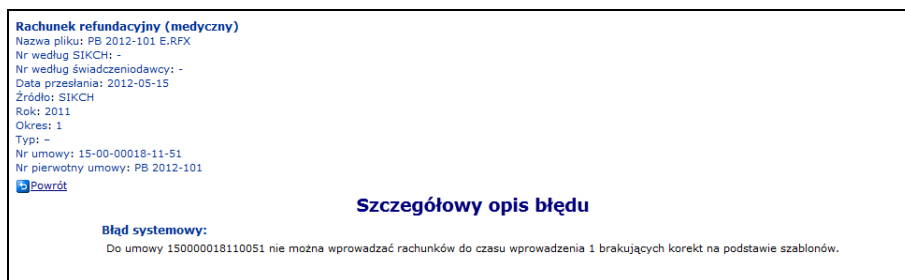 Rachunek refundacyjny (medyczny)
Nazwa pliku: PB 2012-101 E.RFX
Nr według SIKCH: -
Nr według świadczeniodawcy: -
Data przesłania: 2012-05-15
Źródło: SIKCH
Rok: 2011
Okres: 1
Typ: –
Nr umowy: 15-00-00018-11-51
Nr pierwotny umowy: PB 2012-101
Powrót
Szczegółowy opis błędu
Błąd systemowy:
Do umowy 150000018110051 nie można wprowadzać rachunków do czasu wprowadzenia 1 brakujących korekt na podstawie szablonów.